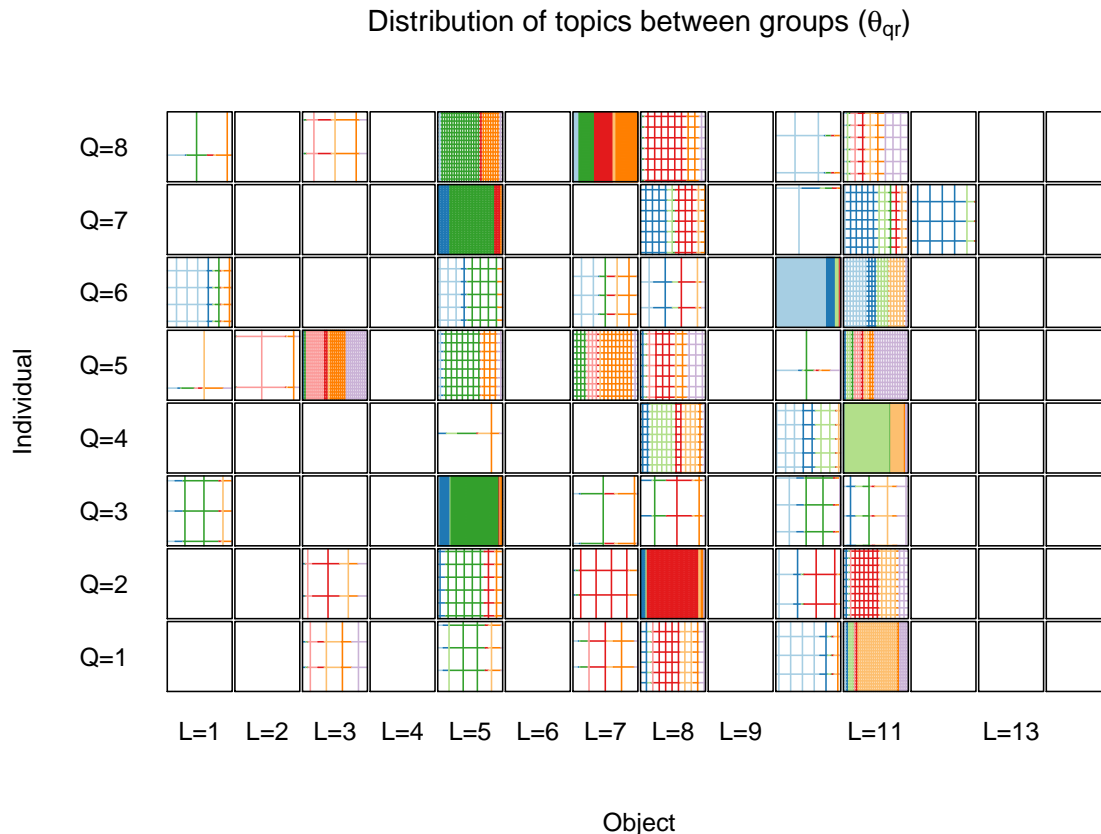 Distribution of topics between groups (θqr)
Individual
Q=8
Q=7
Q=6
Q=5
Q=4
Q=3
Q=2
Q=1
L=1 L=2 L=3 L=4 L=5 L=6 L=7 L=8 L=9 L=11 L=13
Object